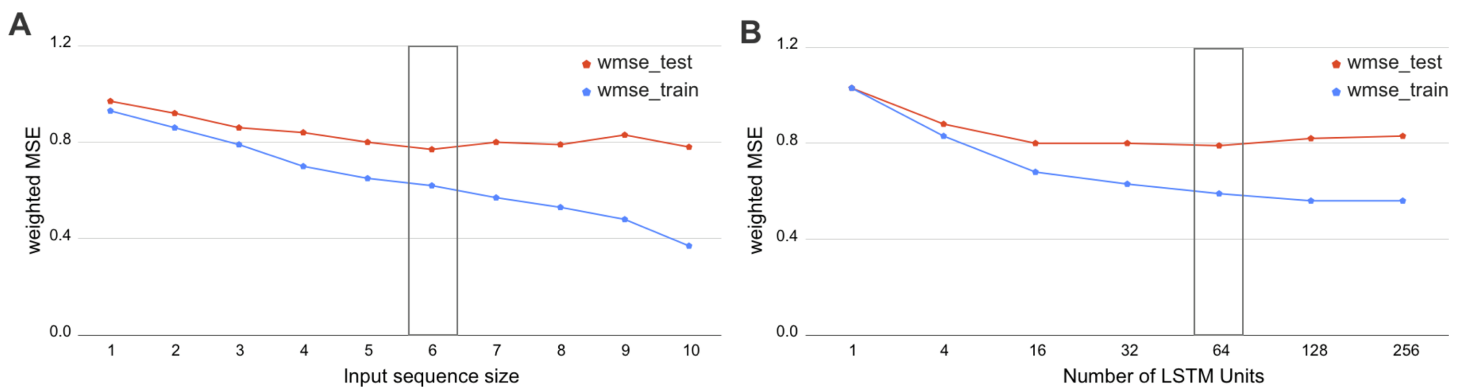 A
1.2
0.8
0.4
0.0
weighted MSE
wmse_test
wmse_train
1 2 3 4 5 6 7 8 9 10
Input sequence size
B
1.2
0.8
0.4
0.0
weighted MSE
wmse_test
wmse_train
1 4 16 32 64 128 256
Number of LSTM Units